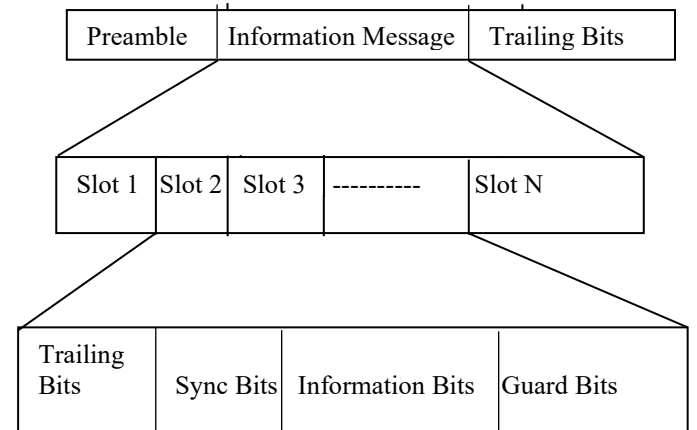 Preamble Information Message Trailing Bits
Slot 1 Slot 2 Slot 3 ---------- Slot N
Trailing
Bits Sync Bits Information Bits Guard Bits